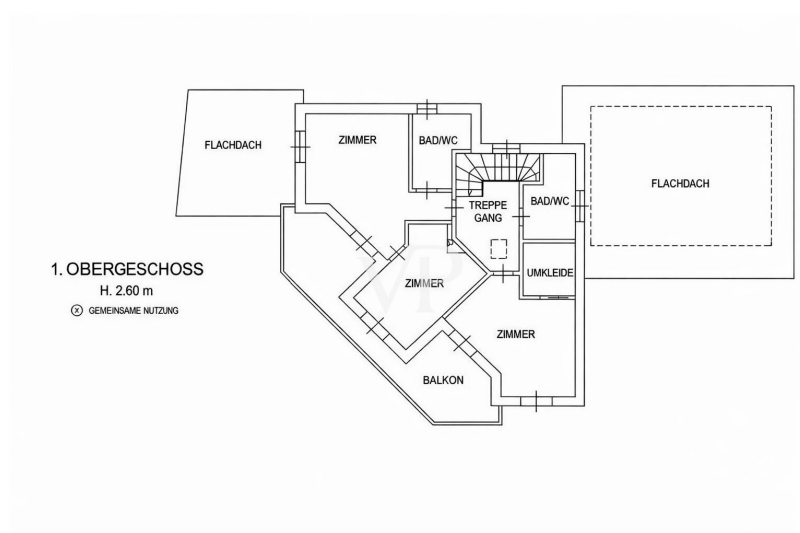 FLACHDACH
ZIMMER
BAD/WC
FLACHDACH
TREPPE
GANG
BAD/WC
1. OBERGESCHOSS
H. 2.60 m
X GEMEINSAME NUTZUNG
UMKLEIDE
ZIMMER
VP
ZIMMER
BALKON